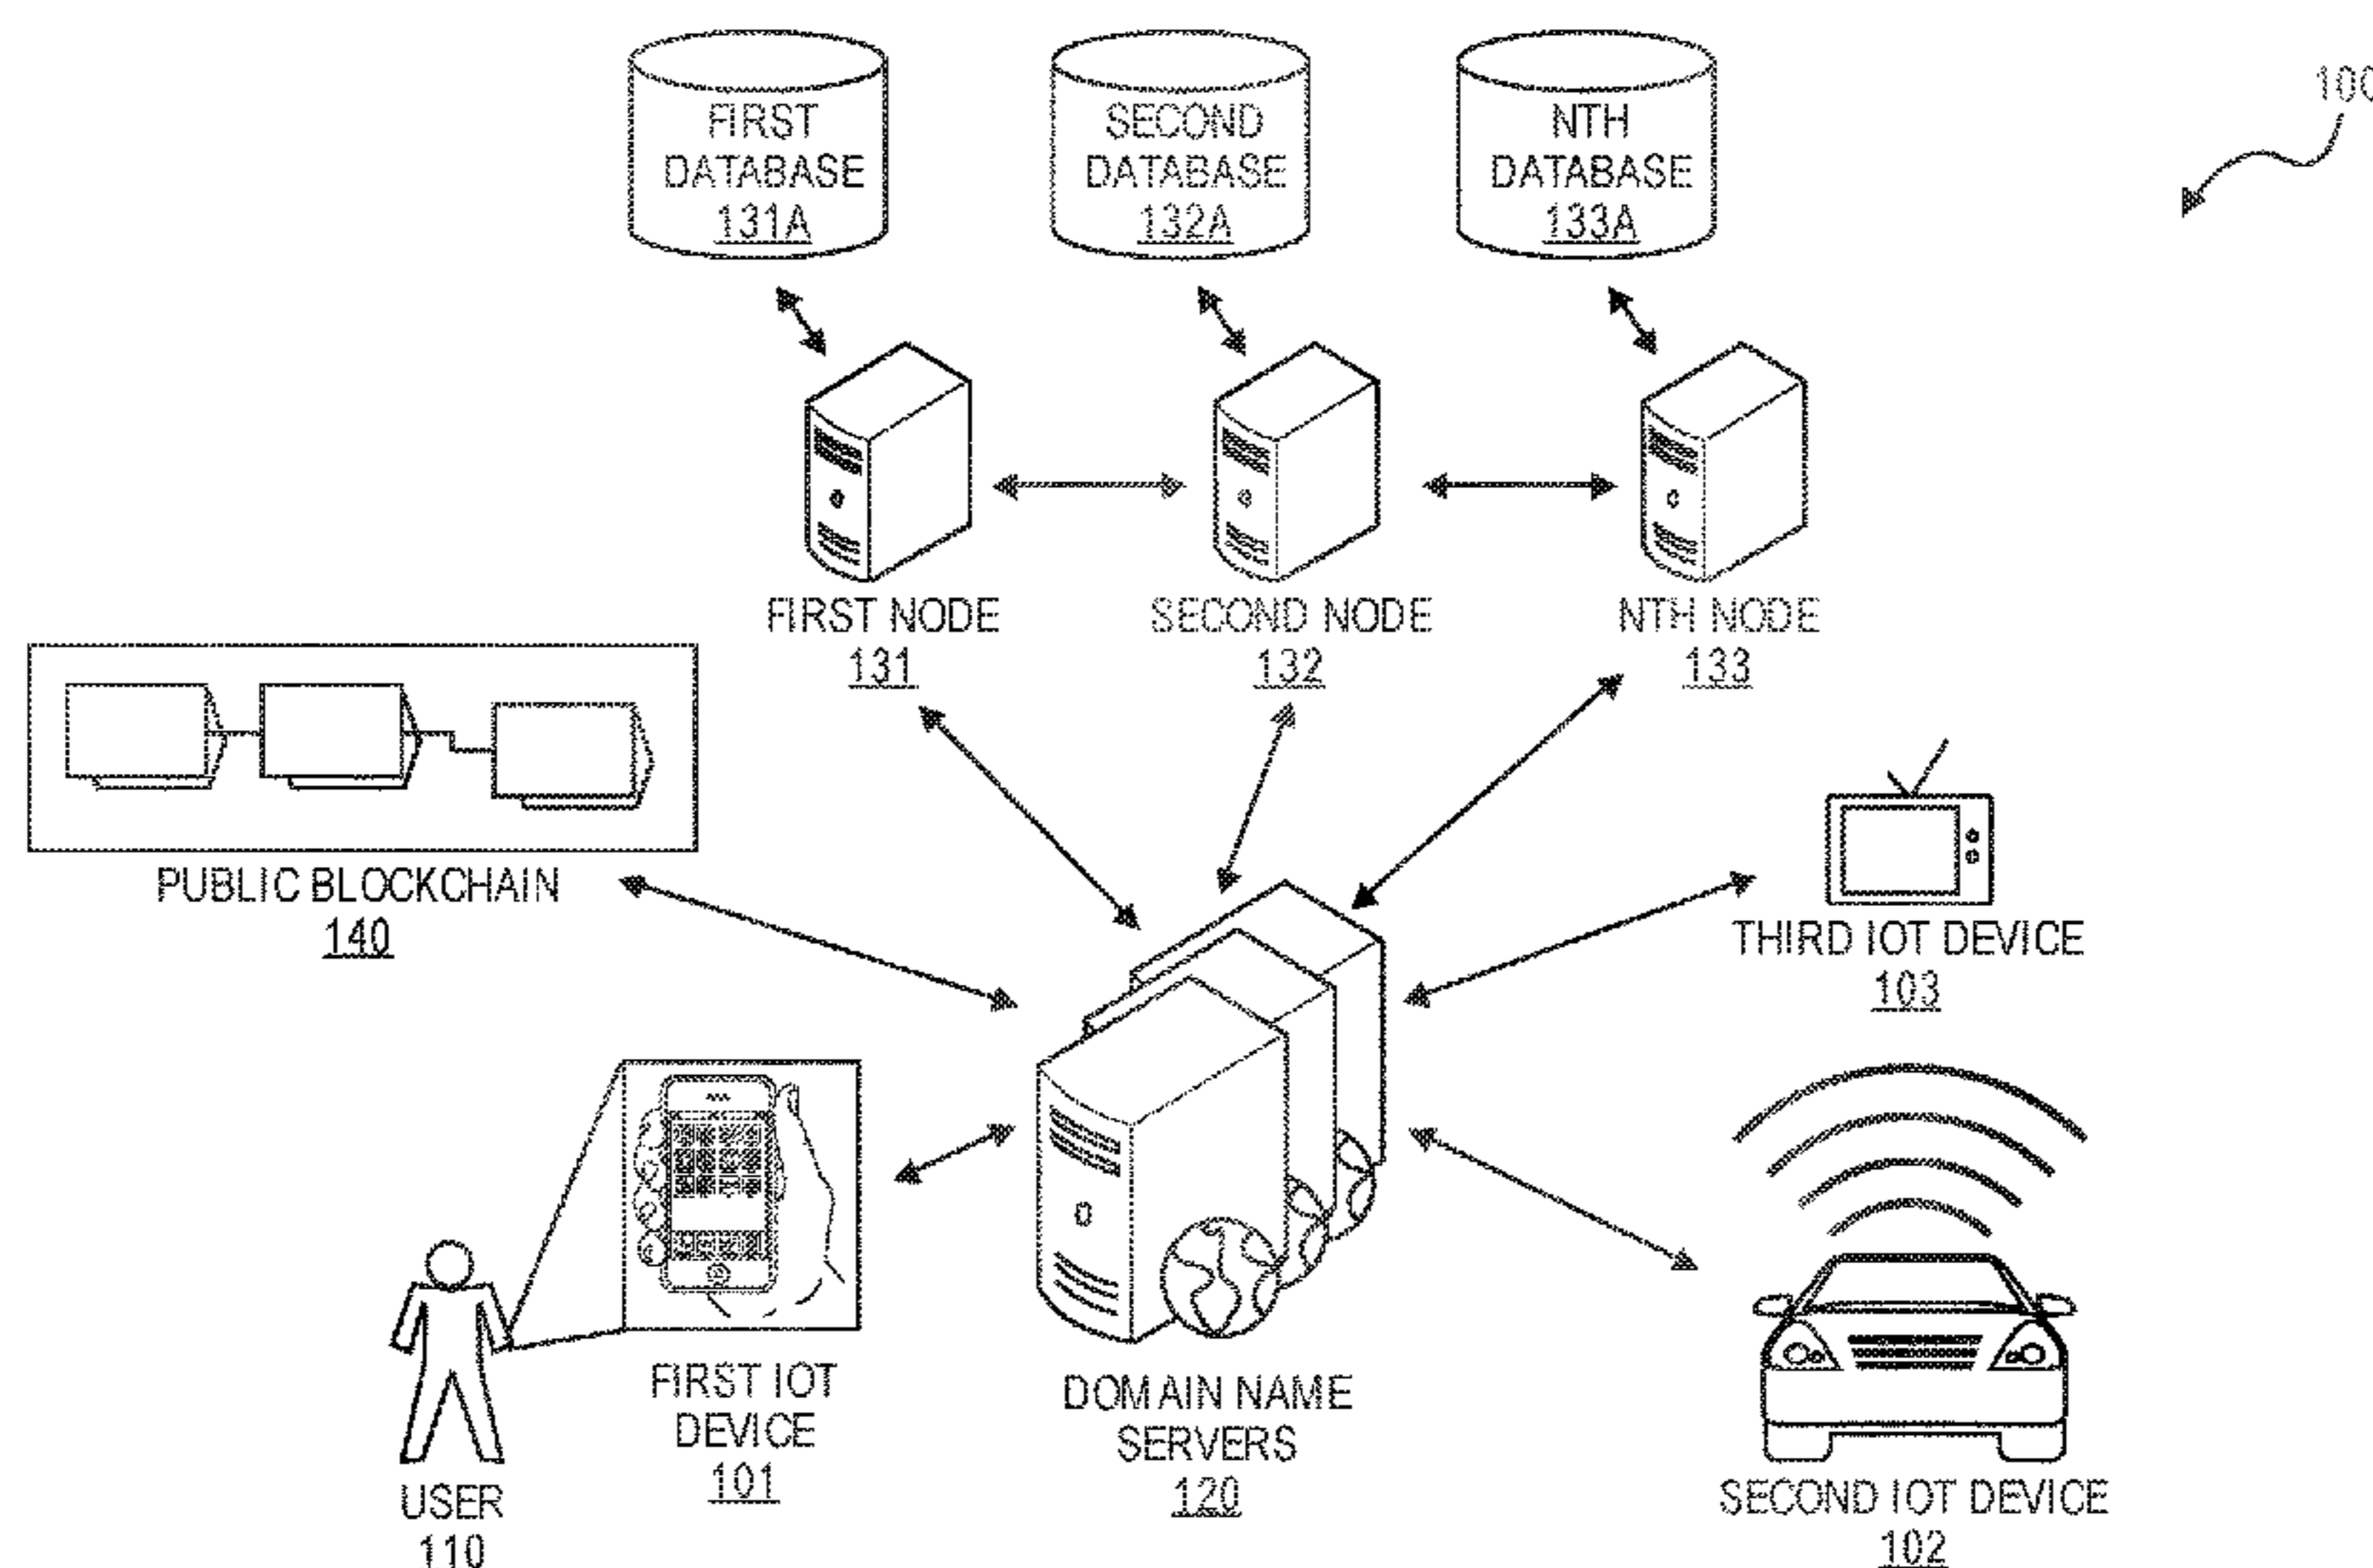 FIRST
DATABASE
131A
SECOND
DATABASE
132A
NTH
DATABASE
133A
100
FIRST NODE
131
SECOND NODE
132
NTH NODE
133
PUBLIC BLOCKCHAIN
140
THIRD IOT DEVICE
103
FIRST IOT
DEVICE
101
DOMAIN NAME
SERVERS
120
USER
110
SECOND IOT DEVICE
102